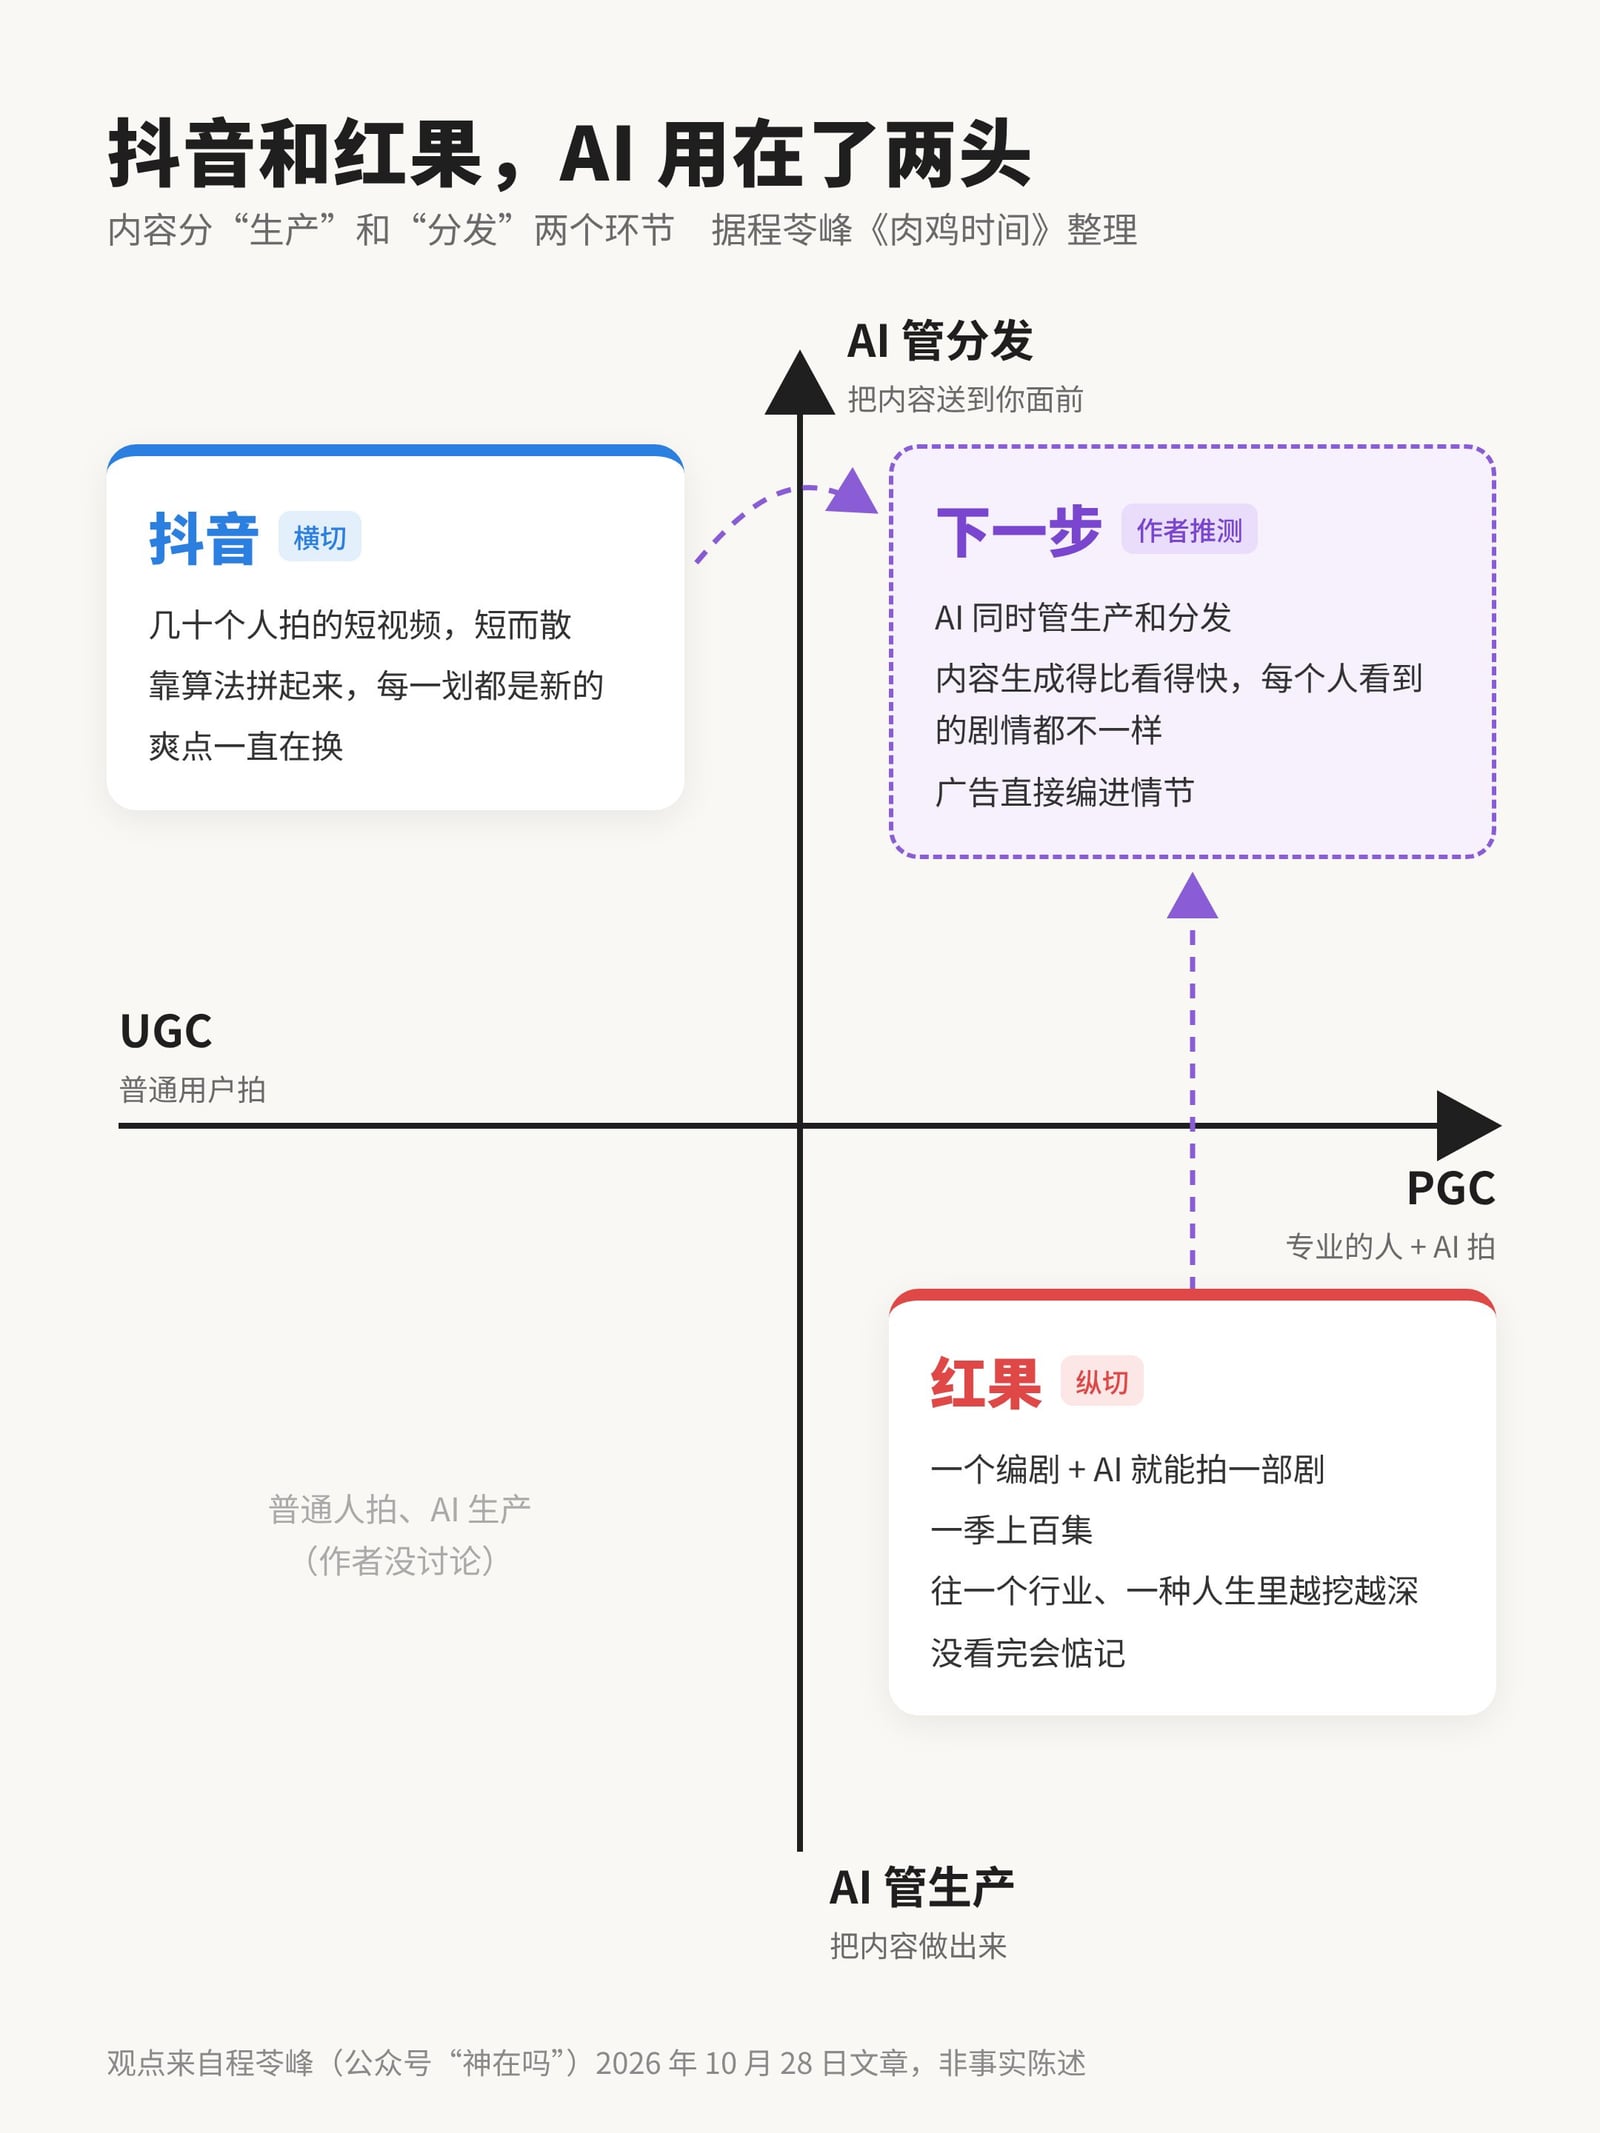 抖音和红果，AI 用在了两头
内容分“生产”和“分发”两个环节　据程苓峰《肉鸡时间》整理
AI 管分发
把内容送到你面前
抖音 横切
几十个人拍的短视频，短而散
靠算法拼起来，每一划都是新的
爽点一直在换
下一步 作者推测
AI 同时管生产和分发
内容生成得比看得快，每个人看到
的剧情都不一样
广告直接编进情节
UGC
普通用户拍
PGC
专业的人 + AI 拍
红果 纵切
一个编剧 + AI 就能拍一部剧
一季上百集
往一个行业、一种人生里越挖越深
没看完会惦记
普通人拍、AI 生产
（作者没讨论）
AI 管生产
把内容做出来
观点来自程苓峰（公众号“神在吗”）2026 年 10 月 28 日文章，非事实陈述